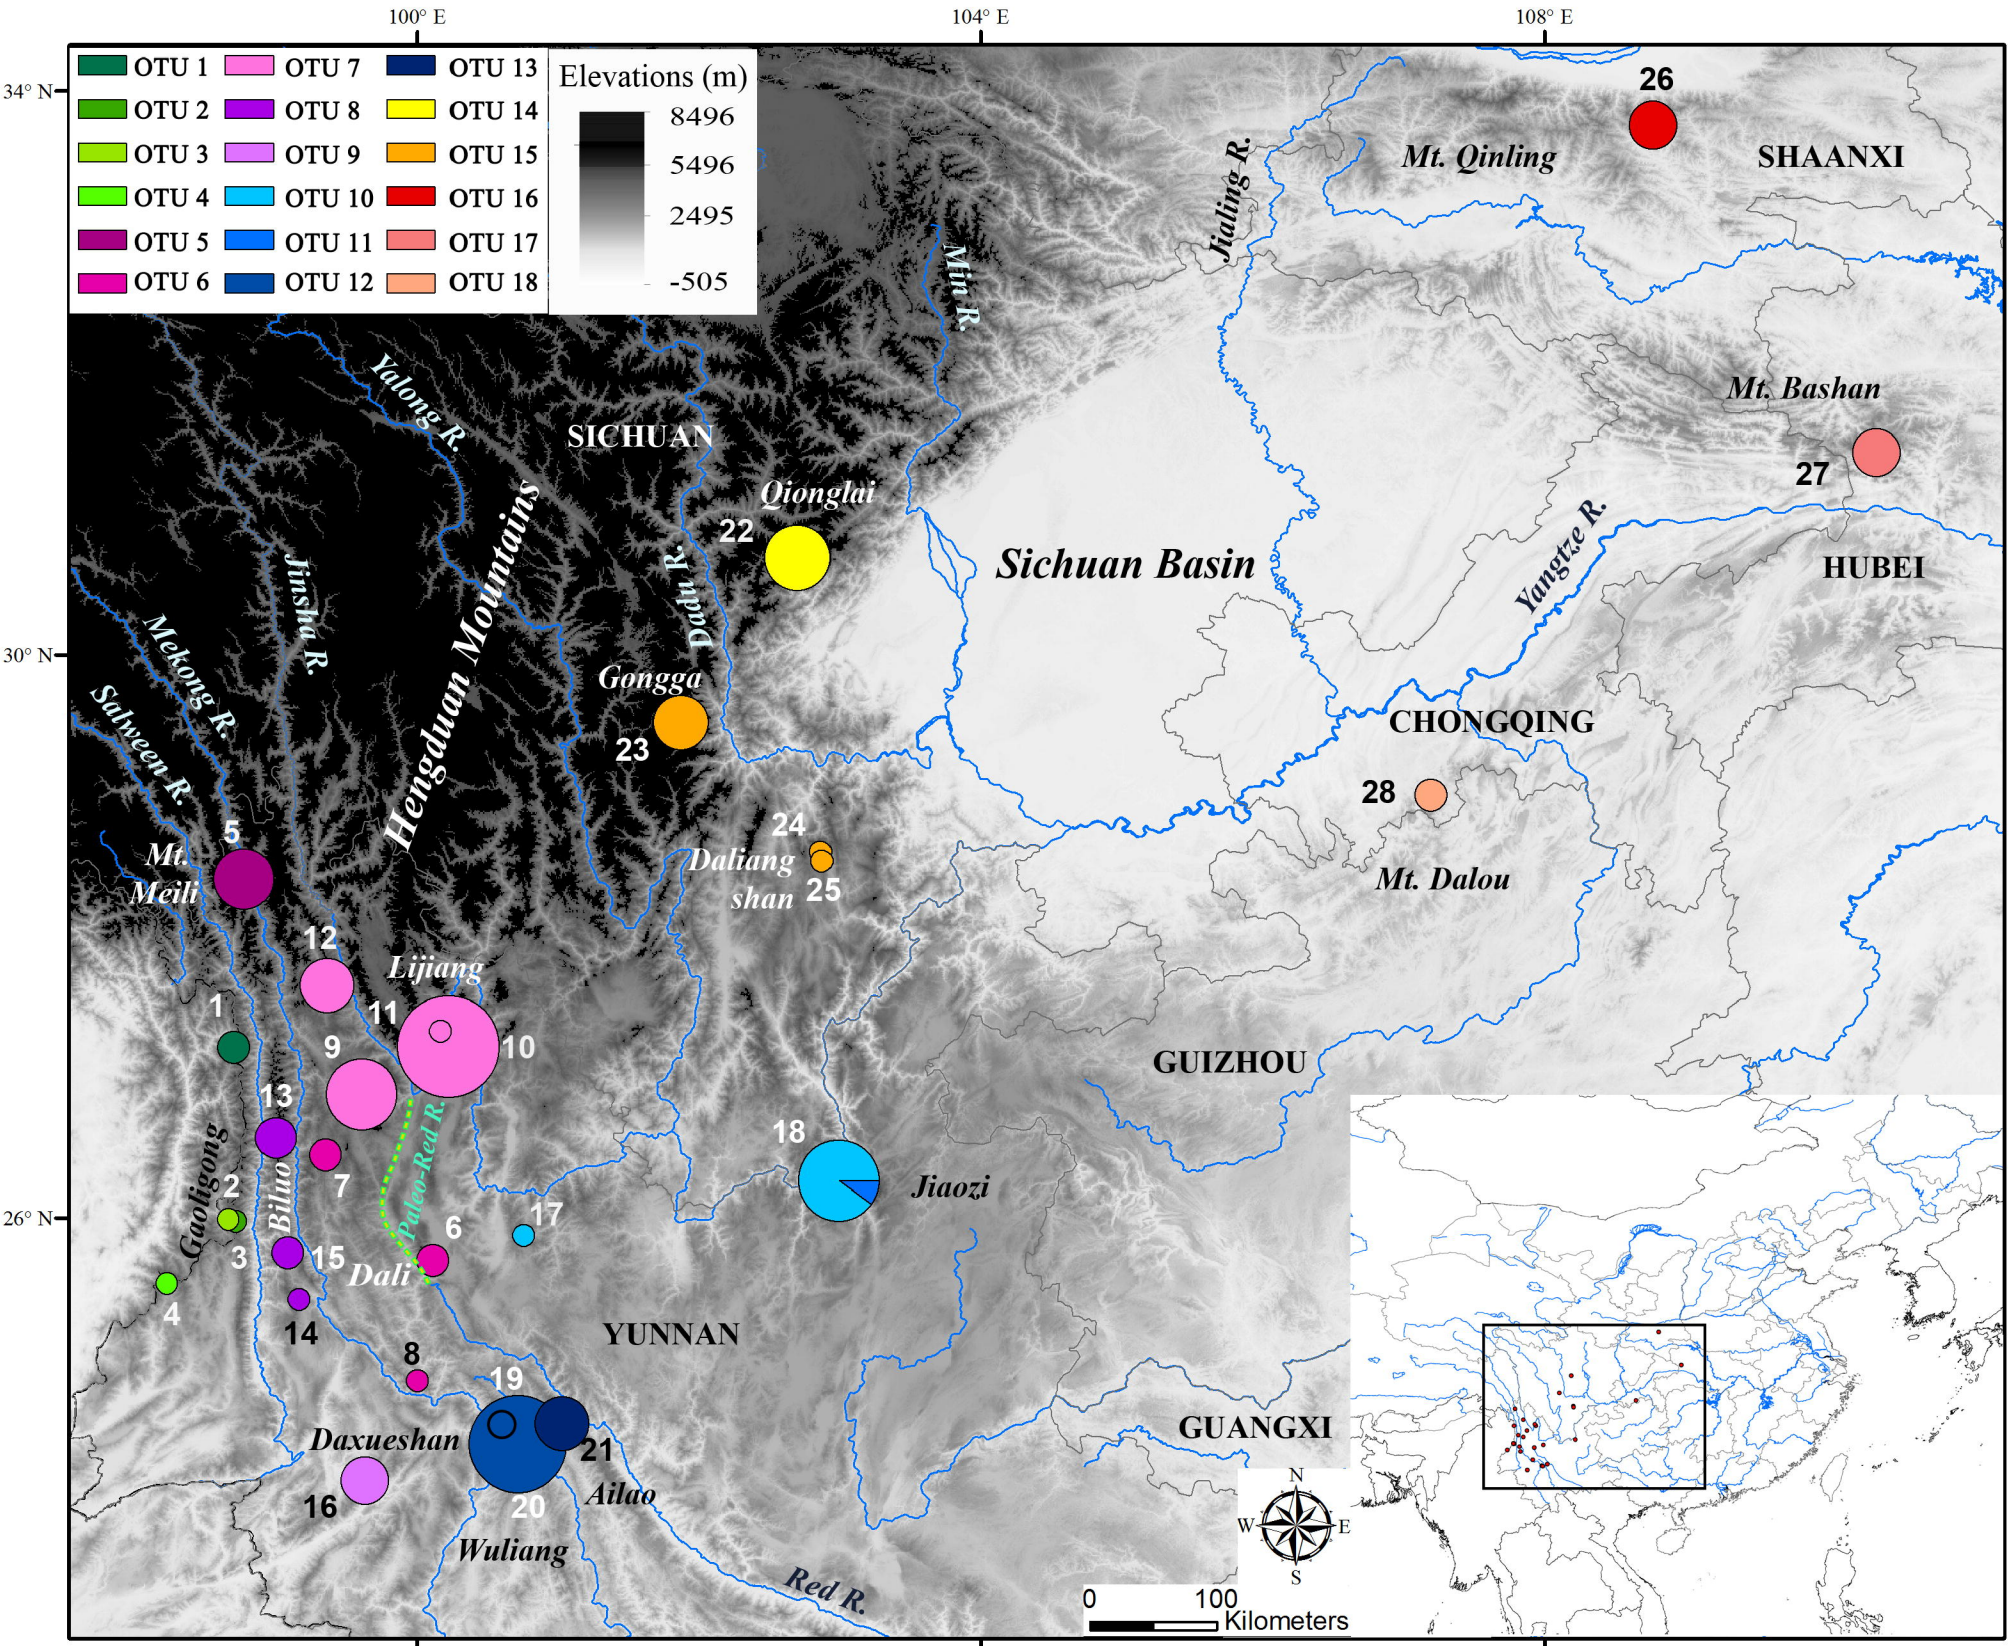 100° E
104° E
108° E
34° N
30° N
26° N
OTU 1
OTU 2
OTU 3
OTU 4
OTU 5
OTU 6
OTU 7
OTU 8
OTU 9
OTU 10
OTU 11
OTU 12
OTU 13
OTU 14
OTU 15
OTU 16
OTU 17
OTU 18
Elevations (m)
8496
5496
2495
-505
26
Mt. Qinling
SHAANXI
Jialing R.
Min R.
Yalong R.
SICHUAN
Mt. Bashan
27
Qionglai
22
Hengduan Mountains
Sichuan Basin
Yangtze R.
HUBEI
Jinsha R.
Dadu R.
Mekong R.
Salween R.
Gongga
23
CHONGQING
28
Mt. Dalou
24
Daliang
shan
25
5
Mt.
Meili
12
Lijiang
11
10
1
9
13
GUIZHOU
7
18
Jiaozi
Gaoligong
2
Biluo
Paleo-Red R.
17
6
3
15
Dali
4
14
YUNNAN
8
19
GUANGXI
Daxueshan
21
16
20
Ailao
Wuliang
Red R.
N
W
E
S
0
100
Kilometers